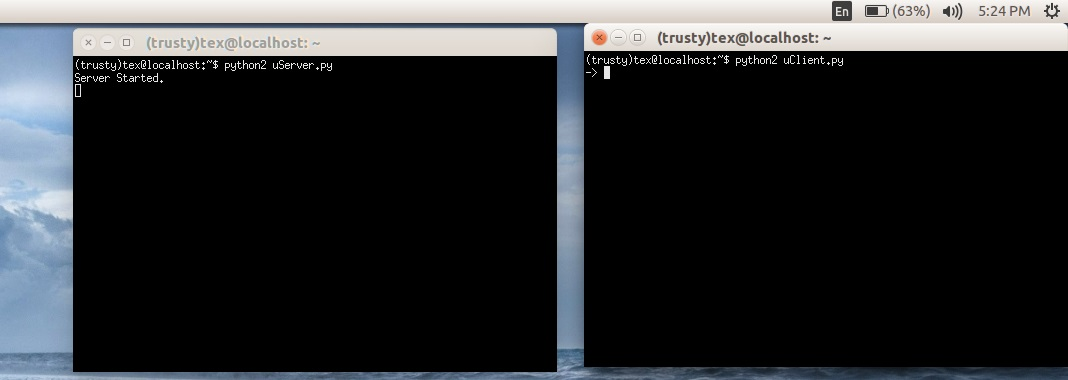 En (63%) 5:24 PM
(trusty)tex@localhost: ~
(trusty)tex@localhost:~$ python2 uServer.py
Server Started.
(trusty)tex@localhost: ~
(trusty)tex@localhost:~$ python2 uClient.py
->